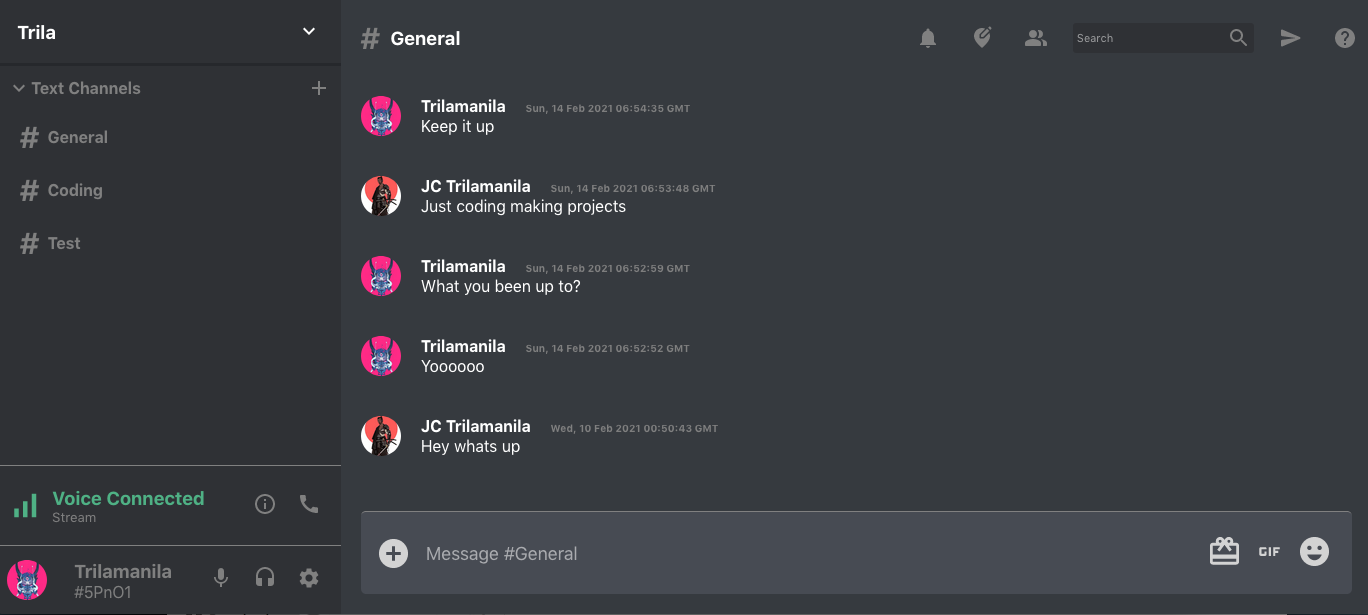 Trila
Text Channels
# General
# Coding
# Test
Voice Connected
Stream
Trilamanila
#5PnO1
# General
Search
Trilamanila Sun, 14 Feb 2021 06:54:35 GMT
Keep it up
JC Trilamanila Sun, 14 Feb 2021 06:53:48 GMT
Just coding making projects
Trilamanila Sun, 14 Feb 2021 06:52:59 GMT
What you been up to?
Trilamanila Sun, 14 Feb 2021 06:52:52 GMT
Yoooooo
JC Trilamanila Wed, 10 Feb 2021 00:50:43 GMT
Hey whats up
Message #General
GIF